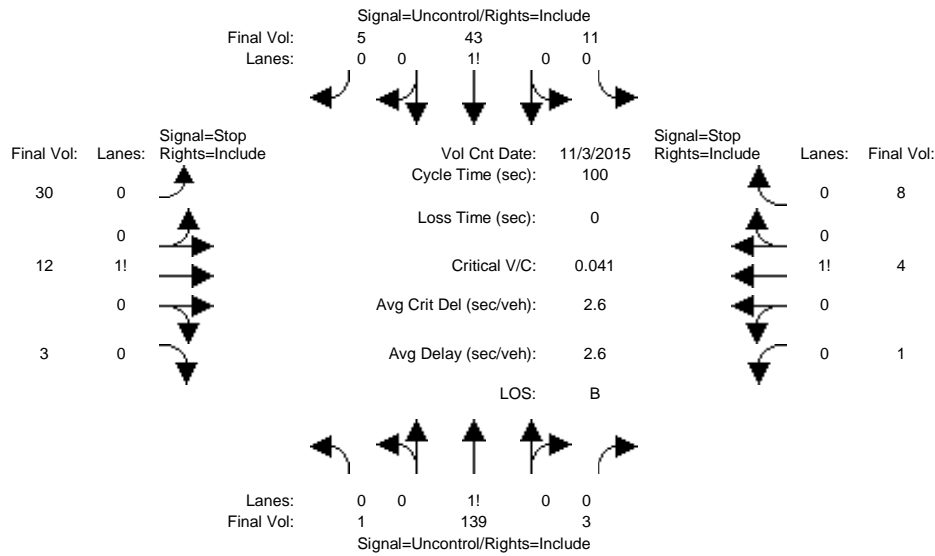 Signal=Uncontrol/Rights=Include
Final Vol: 5 43 11
Lanes: 0 0 1! 0 0
Signal=Stop Signal=Stop
Final Vol: Lanes: Rights=Include Vol Cnt Date: 11/3/2015 Rights=Include Lanes: Final Vol:
Cycle Time (sec): 100
30 0 0 8
Loss Time (sec): 0
0 0
12 1! Critical V/C: 0.041 1! 4
0 Avg Crit Del (sec/veh): 2.6 0
3 0 Avg Delay (sec/veh): 2.6 0 1
LOS: B
Lanes: 0 0 1! 0 0
Final Vol: 1 139 3
Signal=Uncontrol/Rights=Include